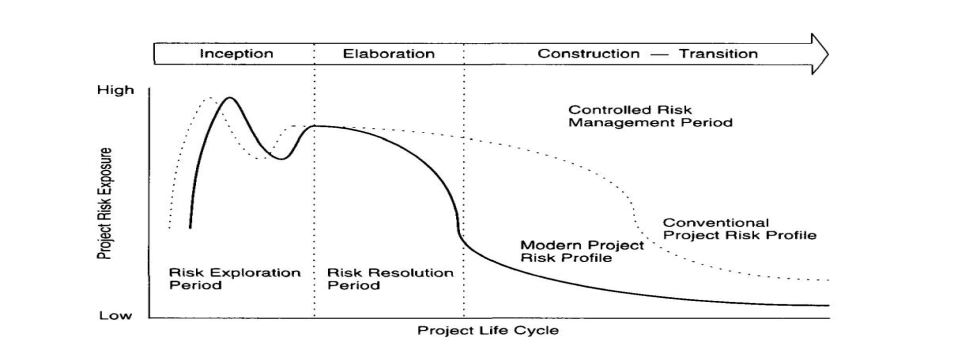 Inception
Elaboration
Construction — Transition
High
Controlled Risk
Management Period
Project Risk Exposure
Conventional
Project Risk Profile
Modern Project
Risk Profile
Risk Exploration
Period
Risk Resolution
Period
Low
Project Life Cycle